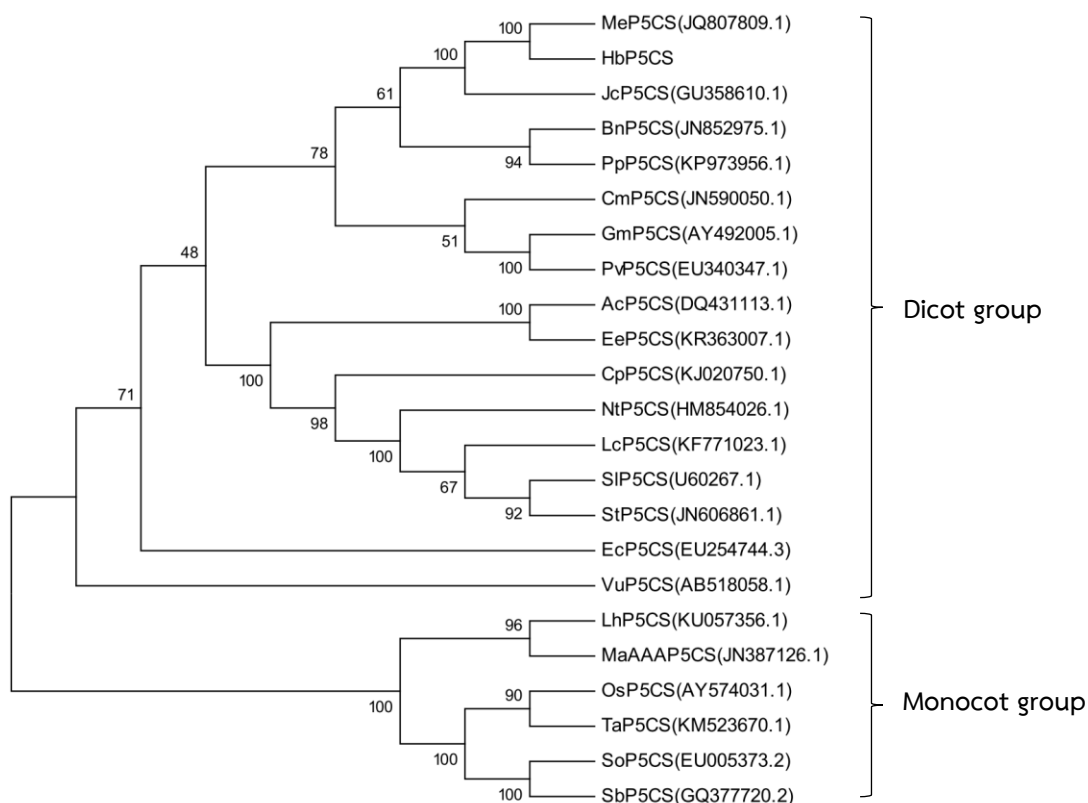 100
MeP5CS(JQ807809.1)
100
HbP5CS
61
JcP5CS(GU358610.1)
BnP5CS(JN852975.1)
78
94
PpP5CS(KP973956.1)
CmP5CS(JN590050.1)
48
51
GmP5CS(AY492005.1)
100
PvP5CS(EU340347.1)
100
AcP5CS(DQ431113.1)
Dicot group
EeP5CS(KR363007.1)
100
CpP5CS(KJ020750.1)
71
98
NtP5CS(HM854026.1)
100
LcP5CS(KF771023.1)
67
SlP5CS(U60267.1)
92
StP5CS(JN606861.1)
EcP5CS(EU254744.3)
VuP5CS(AB518058.1)
96
LhP5CS(KU057356.1)
MaAAAP5CS(JN387126.1)
100
90
OsP5CS(AY574031.1)
Monocot group
TaP5CS(KM523670.1)
100
SoP5CS(EU005373.2)
100
SbP5CS(GQ377720.2)